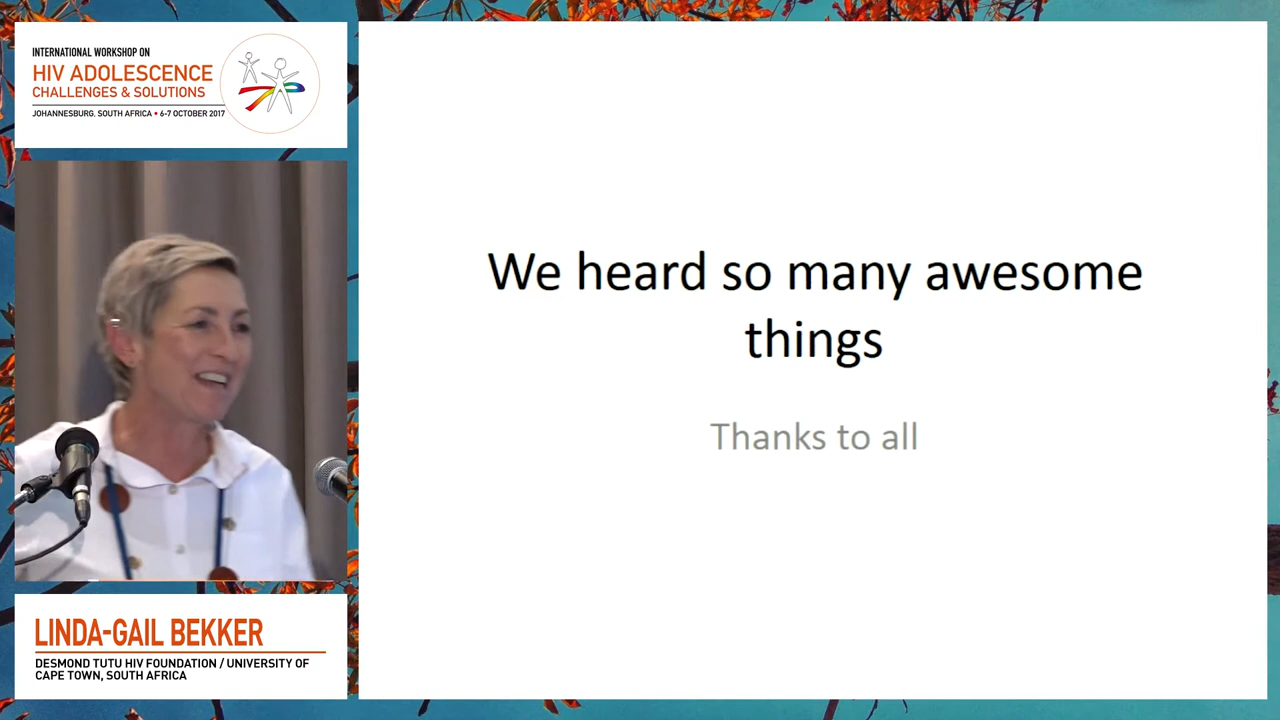 INTERNATIONAL WORKSHOP ON
HIV ADOLESCENCE
CHALLENGES & SOLUTIONS
JOHANNESBURG, SOUTH AFRICA • 6-7 OCTOBER 2017
We heard so many awesome
things
Thanks to all
LINDA-GAIL BEKKER
DESMOND TUTU HIV FOUNDATION / UNIVERSITY OF
CAPE TOWN, SOUTH AFRICA